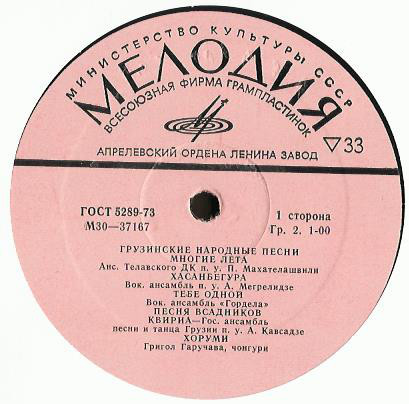 МИНИСТЕРСТВО КУЛЬТУРЫ СССР
МЕЛОДИЯ
ВСЕСОЮЗНАЯ ФИРМА ГРАМПЛАСТИНОК
АПРЕЛЕВСКИЙ ОРДЕНА ЛЕНИНА ЗАВОД
▽33
ГОСТ 5289-73
М30—37167
1 сторона
Гр. 2. 1-00
ГРУЗИНСКИЕ НАРОДНЫЕ ПЕСНИ
МНОГИЕ ЛЕТА
Анс. Телавского ДК п. у. П. Махателашвили
ХАСАНБЕГУРА
Вок. ансамбль п. у. А. Мегрелидзе
ТЕБЕ ОДНОЙ
Вок. ансамбль «Гордела»
ПЕСНЯ ВСАДНИКОВ
КВИРИА—Гос. ансамбль
песни и танца Грузии п. у. А. Кавсадзе
ХОРУМИ
Григол Гаручава, чонгури